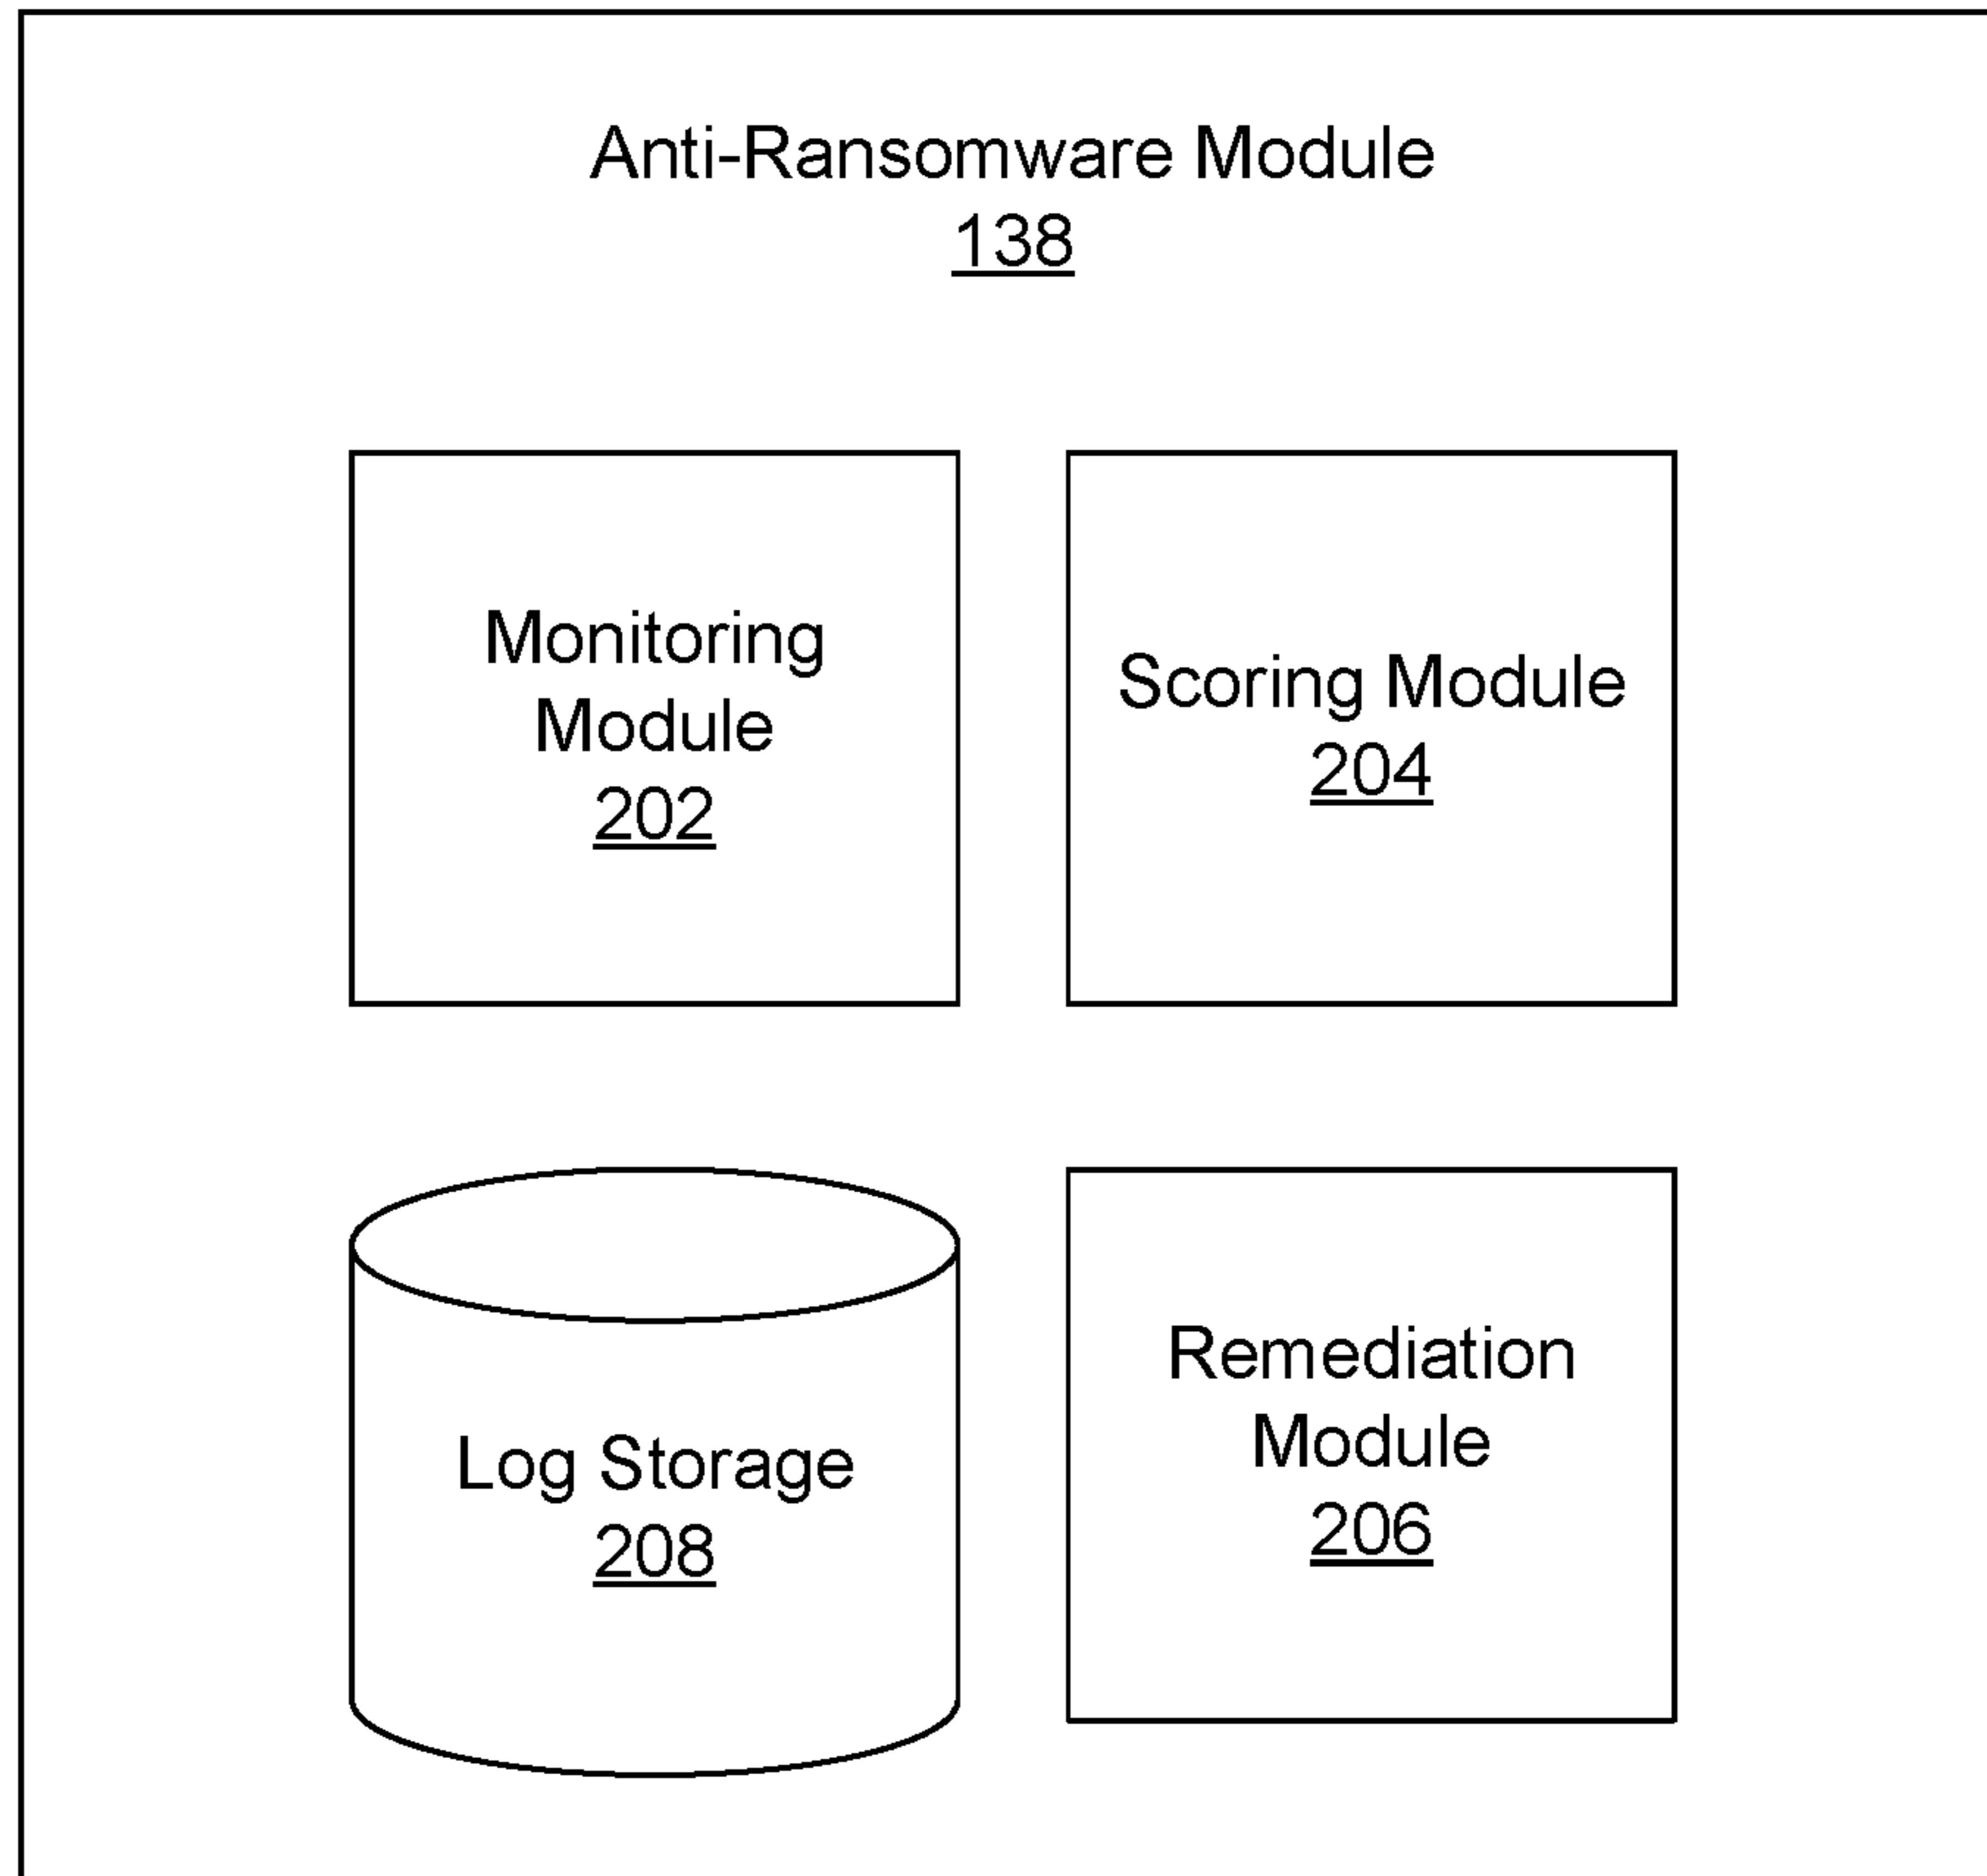 Anti-Ransomware Module
138
Monitoring
Module
202
Scoring Module
204
Log Storage
208
Remediation
Module
206